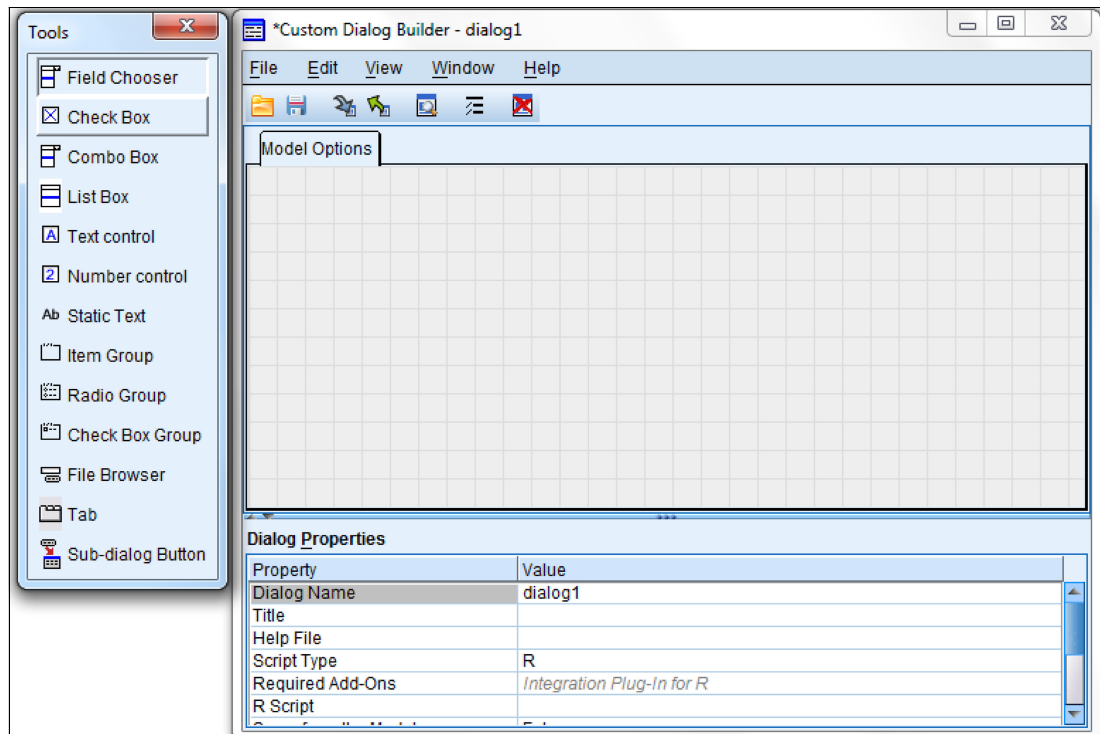 Tools
Field Chooser
Check Box
Combo Box
List Box
A Text control
2 Number control
Ab Static Text
Item Group
Radio Group
Check Box Group
File Browser
Tab
Sub-dialog Button
*Custom Dialog Builder - dialog1
File Edit View Window Help
Model Options
Dialog Properties
Property Value
Dialog Name dialog1
Title
Help File
Script Type R
Required Add-Ons Integration Plug-In for R
R Script